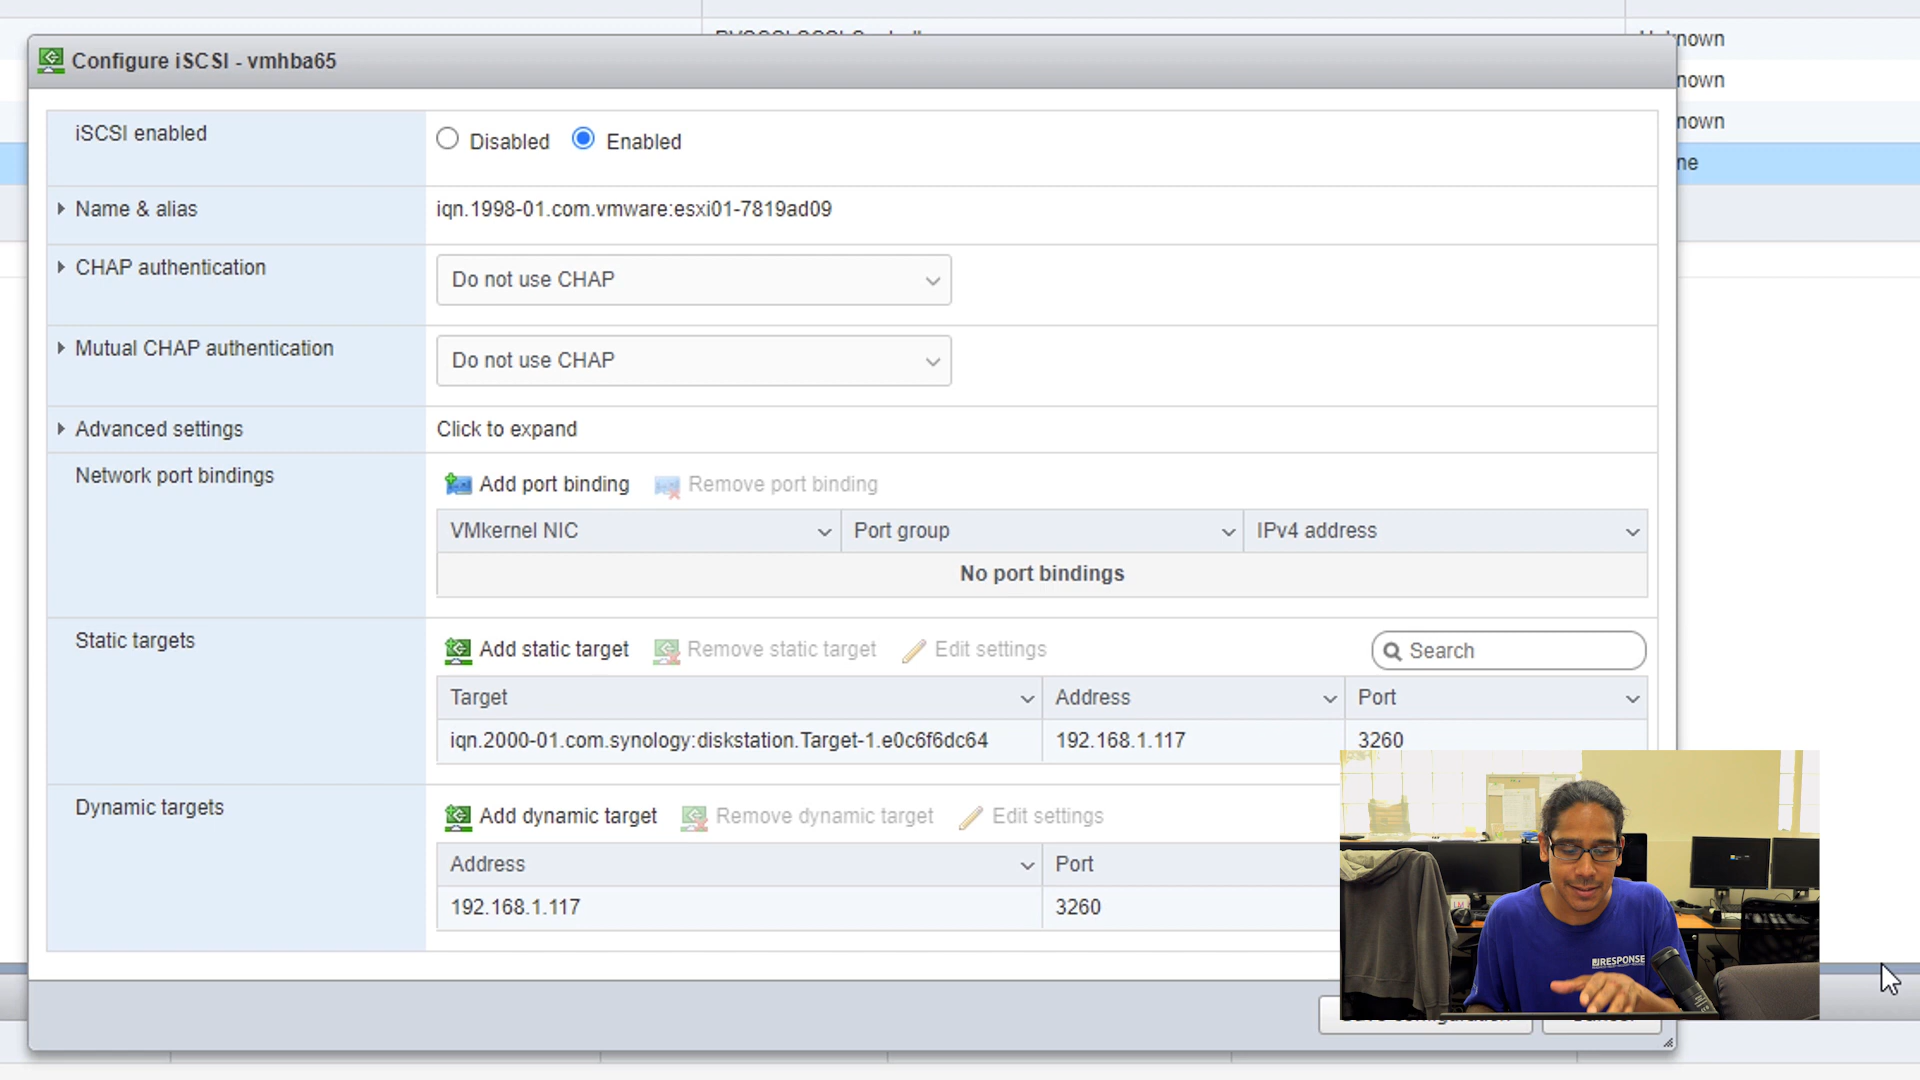 Configure iSCSI - vmhba65
nown
nown
nown
ne
iSCSI enabled
Disabled Enabled
Name & alias
iqn.1998-01.com.vmware:esxi01-7819ad09
CHAP authentication
Do not use CHAP
Mutual CHAP authentication
Do not use CHAP
Advanced settings
Click to expand
Network port bindings
Add port binding Remove port binding
VMkernel NIC Port group IPv4 address
No port bindings
Static targets
Add static target Remove static target Edit settings Search
Target Address Port
iqn.2000-01.com.synology:diskstation.Target-1.e0c6f6dc64 192.168.1.117 3260
Dynamic targets
Add dynamic target Remove dynamic target Edit settings
Address Port
192.168.1.117 3260
RESPONSE